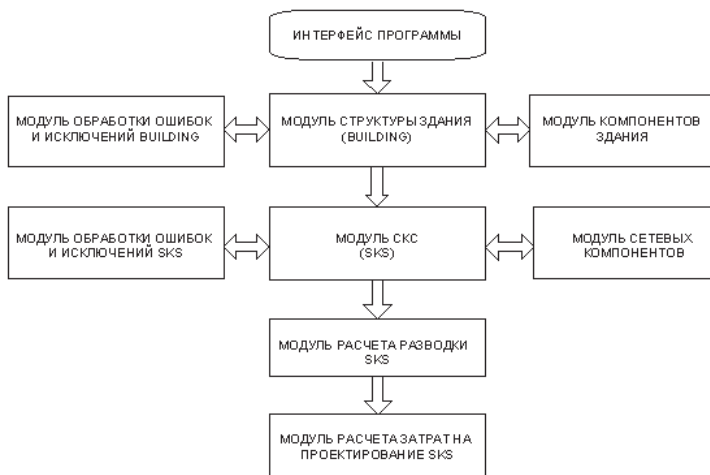 ИНТЕРФЕЙС ПРОГРАММЫ
МОДУЛЬ ОБРАБОТКИ ОШИБОК
И ИСКЛЮЧЕНИЙ BUILDING
МОДУЛЬ СТРУКТУРЫ ЗДАНИЯ
(BUILDING)
МОДУЛЬ КОМПОНЕНТОВ
ЗДАНИЯ
МОДУЛЬ ОБРАБОТКИ ОШИБОК
И ИСКЛЮЧЕНИЙ SKS
МОДУЛЬ СКС
(SKS)
МОДУЛЬ СЕТЕВЫХ
КОМПОНЕНТОВ
МОДУЛЬ РАСЧЕТА РАЗВОДКИ
SKS
МОДУЛЬ РАСЧЕТА ЗАТРАТ НА
ПРОЕКТИРОВАНИЕ SKS